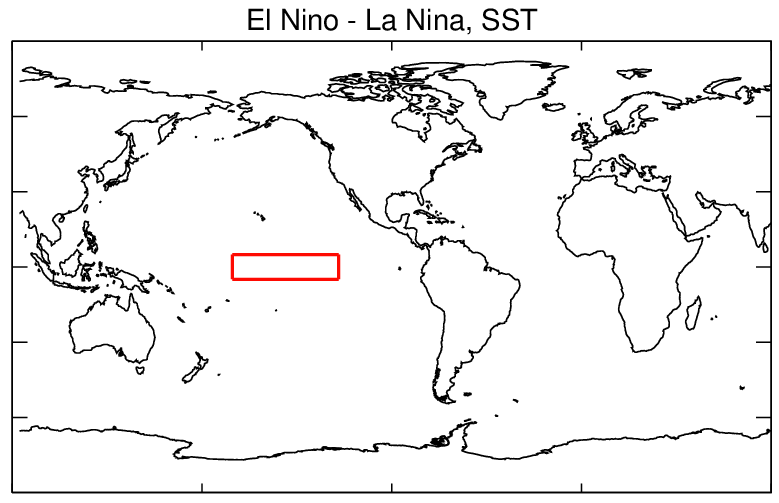 El Nino - La Nina, SST